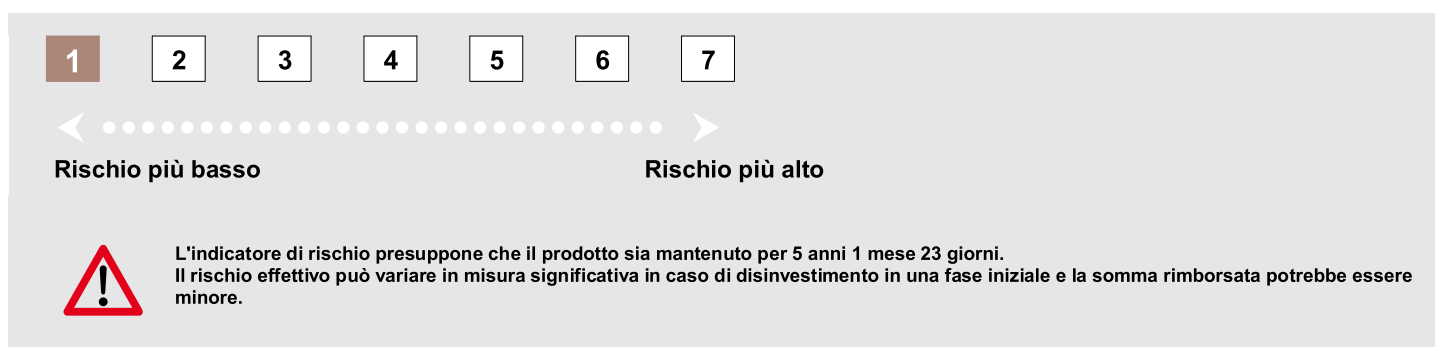 1 2 3 4 5 6 7
Rischio più basso Rischio più alto
L'indicatore di rischio presuppone che il prodotto sia mantenuto per 5 anni 1 mese 23 giorni.
Il rischio effettivo può variare in misura significativa in caso di disinvestimento in una fase iniziale e la somma rimborsata potrebbe essere
minore.